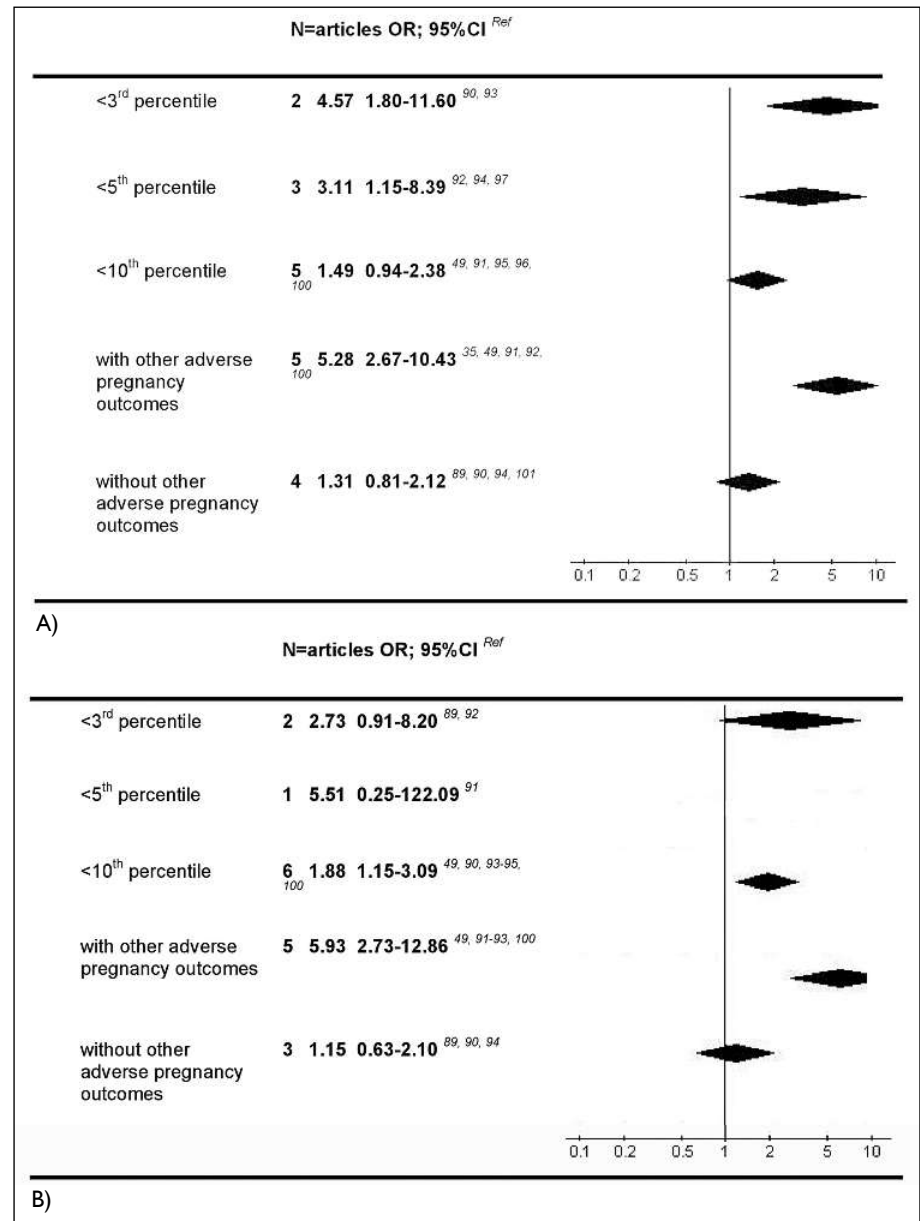 N=articles OR; 95%CI Ref
<3rd percentile 2 4.57 1.80-11.60 90, 93
<5th percentile 3 3.11 1.15-8.39 92, 94, 97
<10th percentile 5 1.49 0.94-2.38 49, 91, 95, 96,
100
with other adverse 5 5.28 2.67-10.43 35, 49, 91, 92,
pregnancy 100
outcomes
without other 4 1.31 0.81-2.12 89, 90, 94, 101
adverse pregnancy
outcomes
0.1 0.2 0.5 1 2 5 10
A)
N=articles OR; 95%CI Ref
<3rd percentile 2 2.73 0.91-8.20 89, 92
<5th percentile 1 5.51 0.25-122.09 91
<10th percentile 6 1.88 1.15-3.09 49, 90, 93-95,
100
with other adverse 5 5.93 2.73-12.86 49, 91-93, 100
pregnancy outcomes
without other 3 1.15 0.63-2.10 89, 90, 94
adverse pregnancy
outcomes
0.1 0.2 0.5 1 2 5 10
B)